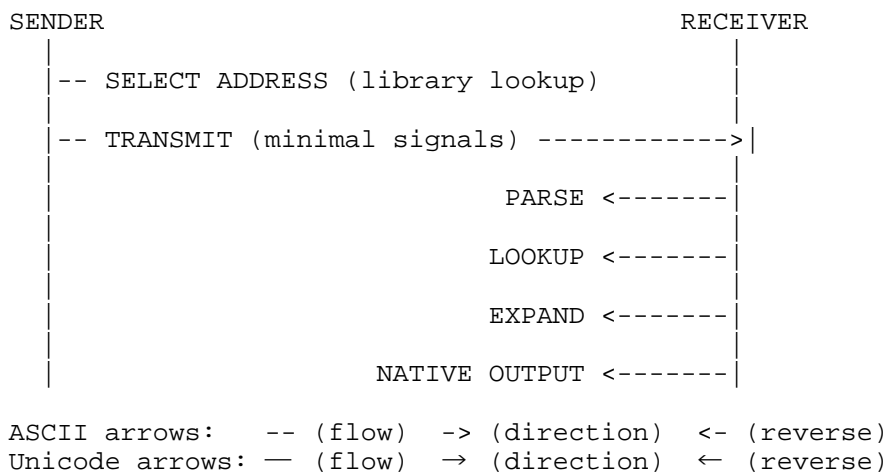 SENDER RECEIVER
|-- SELECT ADDRESS (library lookup) |
|-- TRANSMIT (minimal signals) ------------>|
| PARSE <-------|
| LOOKUP <-------|
| EXPAND <-------|
| NATIVE OUTPUT <-------|
ASCII arrows: -- (flow) -> (direction) <- (reverse)
Unicode arrows: — (flow) → (direction) ← (reverse)